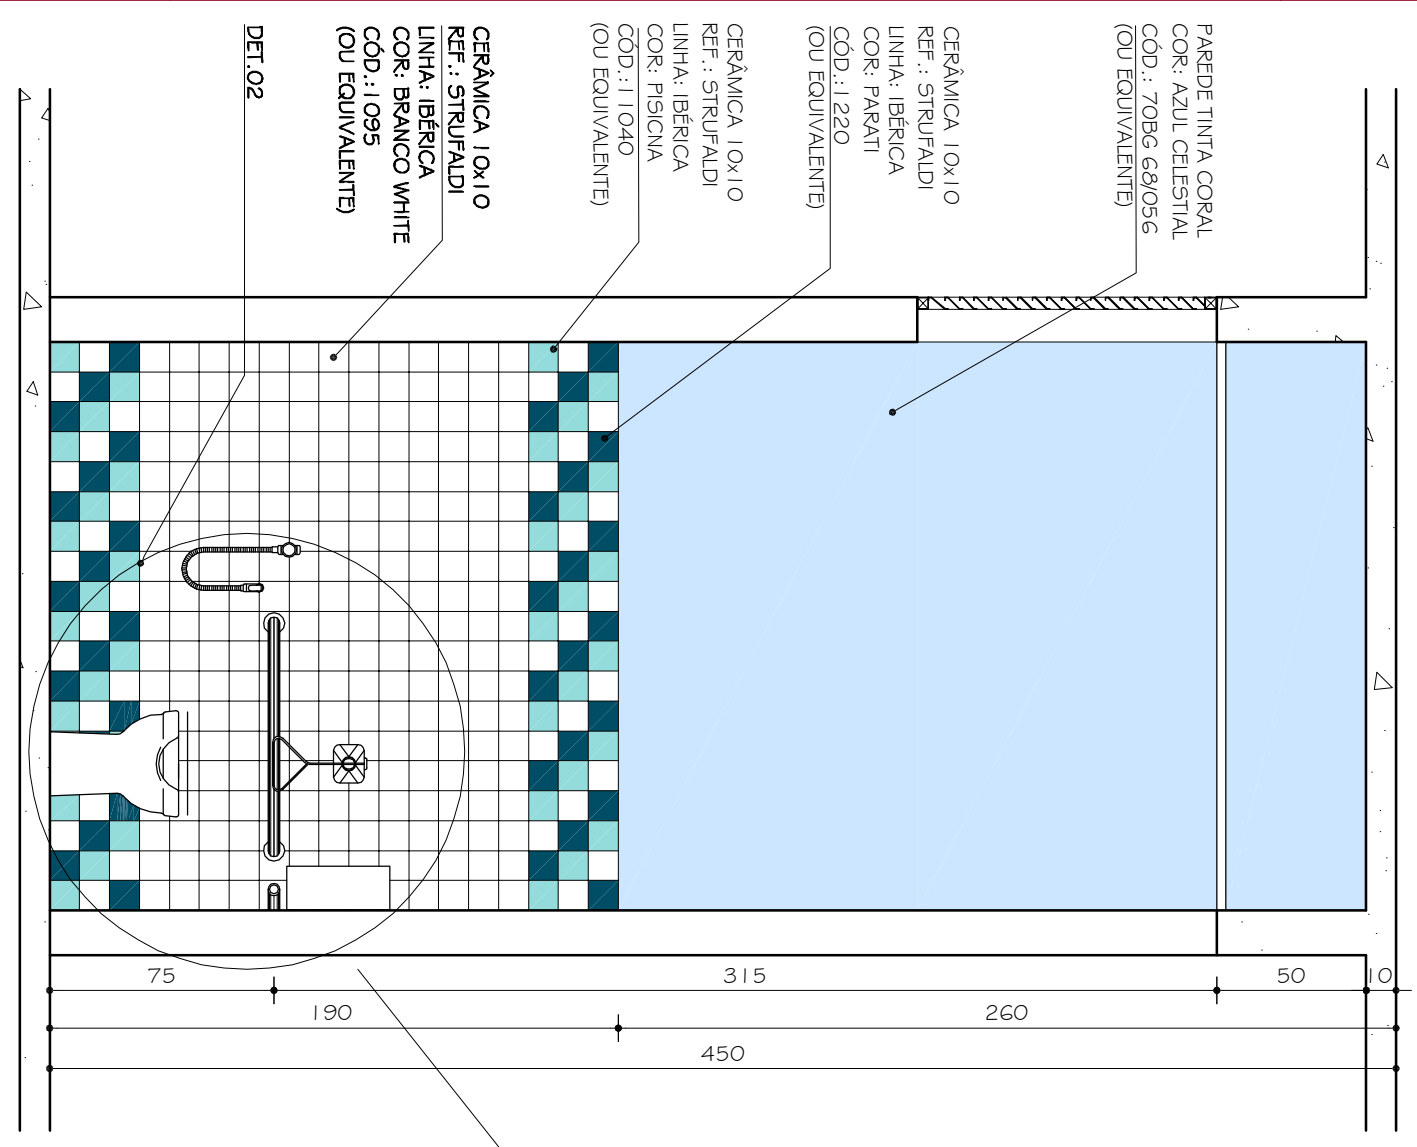 DET.02
CERÂMICA 10x10
REF.: STRUFALDI
LINHA: IBÉRICA
COR: BRANCO WHITE
CÓD.:1095
(OU EQUIVALENTE)
CERÂMICA 10x10
REF.: STRUFALDI
LINHA: IBÉRICA
COR: PISICNA
CÓD.:11040
(OU EQUIVALENTE)
CERÂMICA 10x10
REF.: STRUFALDI
LINHA: IBÉRICA
COR: PARATI
CÓD.:1220
(OU EQUIVALENTE)
PAREDE TINTA CORAL
COR: AZUL CELESTIAL
CÓD.: 70BG 68/056
(OU EQUIVALENTE)
75
315
50
10
190
260
450